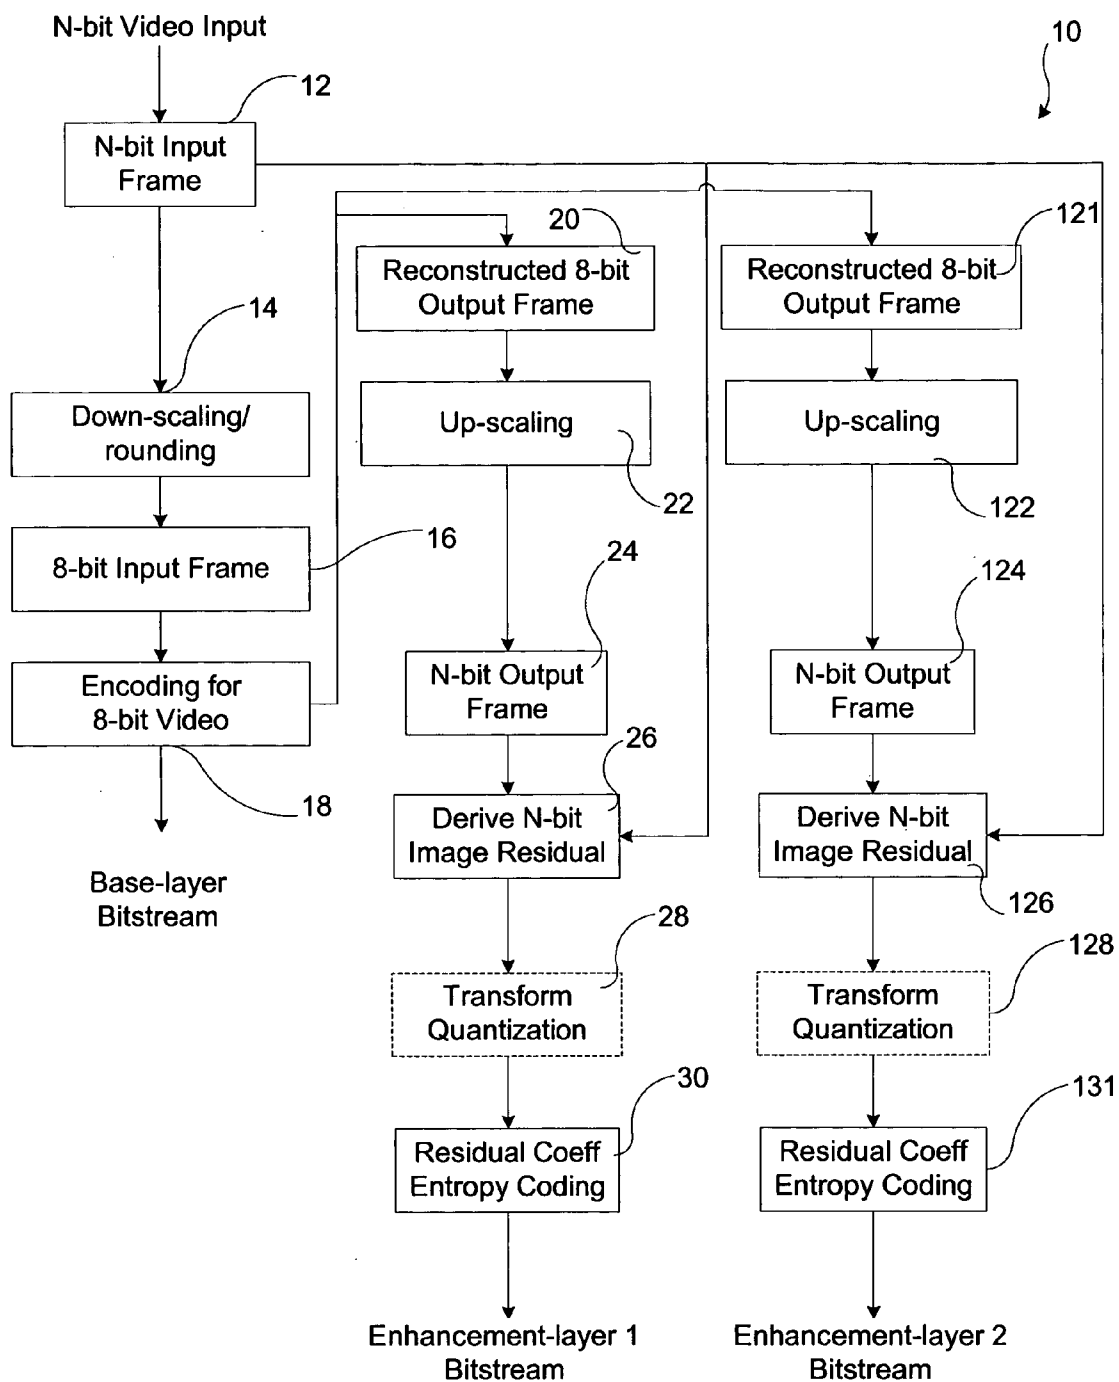 N-bit Video Input
10
12
N-bit Input
Frame
20
121
Reconstructed 8-bit
Output Frame
Reconstructed 8-bit
Output Frame
14
Down-scaling/
rounding
Up-scaling
Up-scaling
22
122
16
8-bit Input Frame
24
124
Encoding for
8-bit Video
N-bit Output
Frame
N-bit Output
Frame
18
26
Derive N-bit
Image Residual
Derive N-bit
Image Residual
126
Base-layer
Bitstream
28
128
Transform
Quantization
Transform
Quantization
30
131
Residual Coeff
Entropy Coding
Residual Coeff
Entropy Coding
Enhancement-layer 1
Bitstream
Enhancement-layer 2
Bitstream